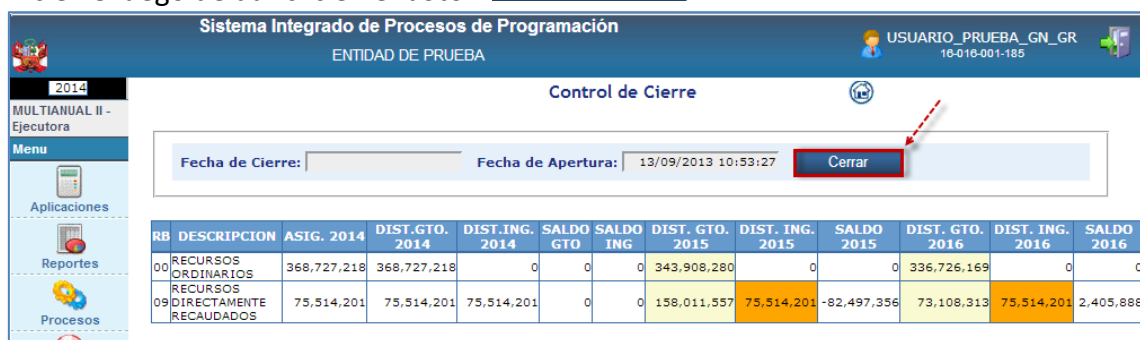 Sistema Integrado de Procesos de Programación
ENTIDAD DE PRUEBA
USUARIO_PRUEBA_GN_GR
16-016-001-185
2014
MULTIANUAL II -
Ejecutora
Menu
Aplicaciones
Reportes
Procesos
Control de Cierre
Fecha de Cierre: Fecha de Apertura: 13/09/2013 10:53:27 Cerrar
RB DESCRIPCION ASIG. 2014 DIST.GTO. 2014 DIST.ING. 2014 SALDO GTO SALDO ING DIST. GTO. 2015 DIST. ING. 2015 SALDO 2015 DIST. GTO. 2016 DIST. ING. 2016 SALDO 2016
00 RECURSOS ORDINARIOS 368,727,218 368,727,218 0 0 0 343,908,280 0 0 336,726,169 0 0
09 RECURSOS DIRECTAMENTE RECAUDADOS 75,514,201 75,514,201 75,514,201 0 0 158,011,557 75,514,201 -82,497,356 73,108,313 75,514,201 2,405,888